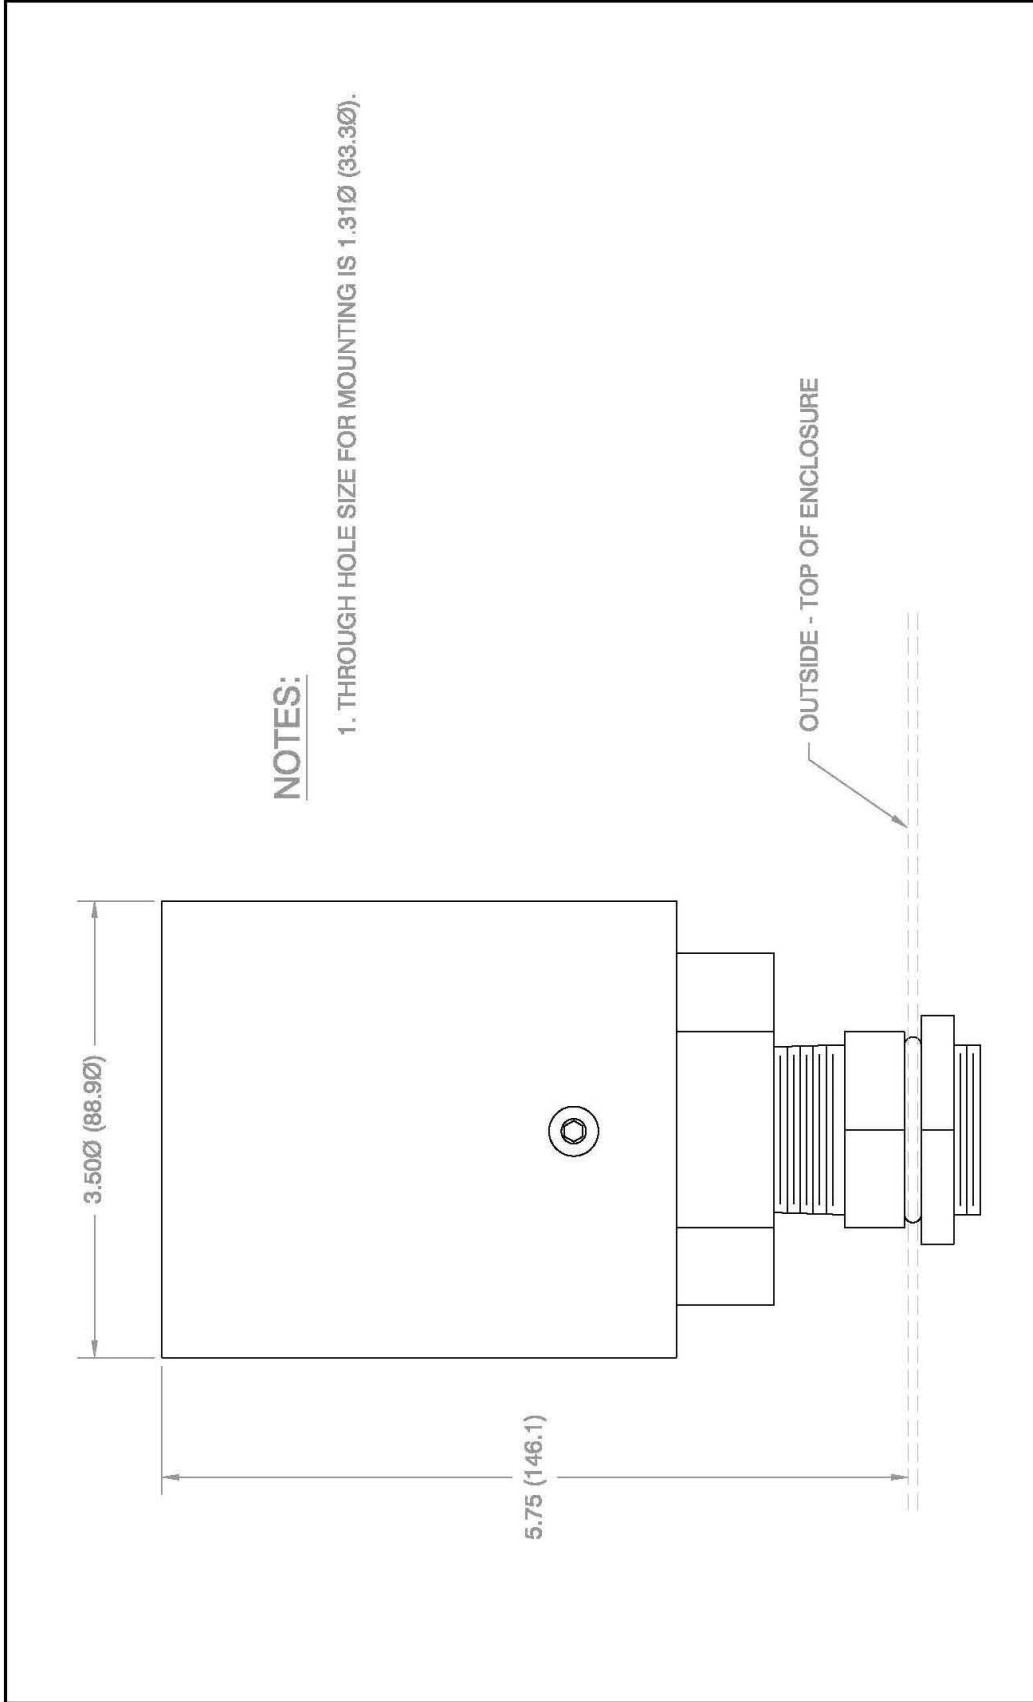 NOTES:
1. THROUGH HOLE SIZE FOR MOUNTING IS 1.31Ø (33.3Ø).
3.50Ø (88.9Ø)
5.75 (146.1)
OUTSIDE - TOP OF ENCLOSURE